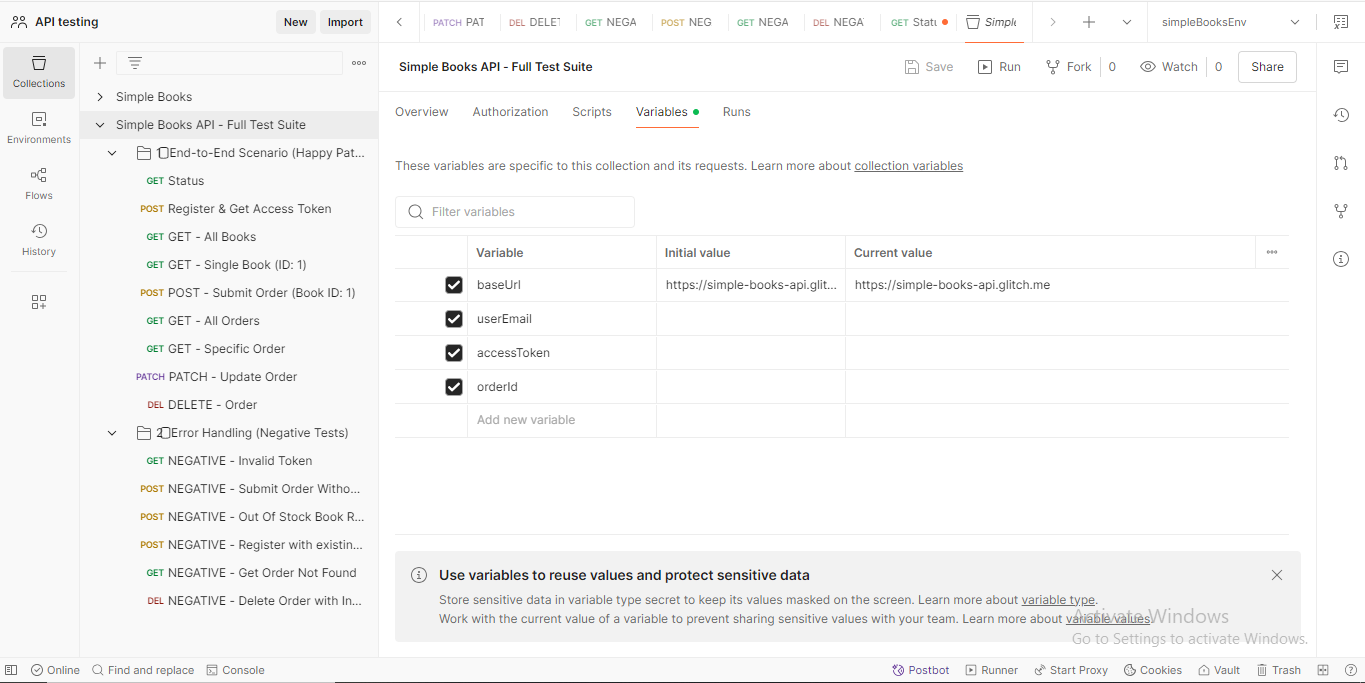 API testing
New
Import
PATCH PAT
DEL DELET
GET NEGA
POST NEG
GET NEGA
DEL NEGA
GET Statu
Simple
simpleBooksEnv
Collections
Environments
Flows
History
Simple Books
Simple Books API - Full Test Suite
1 End-to-End Scenario (Happy Pat...
GET Status
POST Register & Get Access Token
GET GET - All Books
GET GET - Single Book (ID: 1)
POST POST - Submit Order (Book ID: 1)
GET GET - All Orders
GET GET - Specific Order
PATCH PATCH - Update Order
DEL DELETE - Order
2 Error Handling (Negative Tests)
GET NEGATIVE - Invalid Token
POST NEGATIVE - Submit Order Witho...
POST NEGATIVE - Out Of Stock Book R...
POST NEGATIVE - Register with existin...
GET NEGATIVE - Get Order Not Found
DEL NEGATIVE - Delete Order with In...
Simple Books API - Full Test Suite
Save
Run
Fork 0
Watch 0
Share
Overview
Authorization
Scripts
Variables
Runs
These variables are specific to this collection and its requests. Learn more about collection variables
Filter variables
Variable Initial value Current value
baseUrl https://simple-books-api.glit... https://simple-books-api.glitch.me
userEmail
accessToken
orderId
Add new variable
Use variables to reuse values and protect sensitive data
Store sensitive data in variable type secret to keep its values masked on the screen. Learn more about variable type.
Work with the current value of a variable to prevent sharing sensitive values with your team. Learn more about variable values.
Activate Windows
Go to Settings to activate Windows.
Online
Find and replace
Console
Postbot
Runner
Start Proxy
Cookies
Vault
Trash